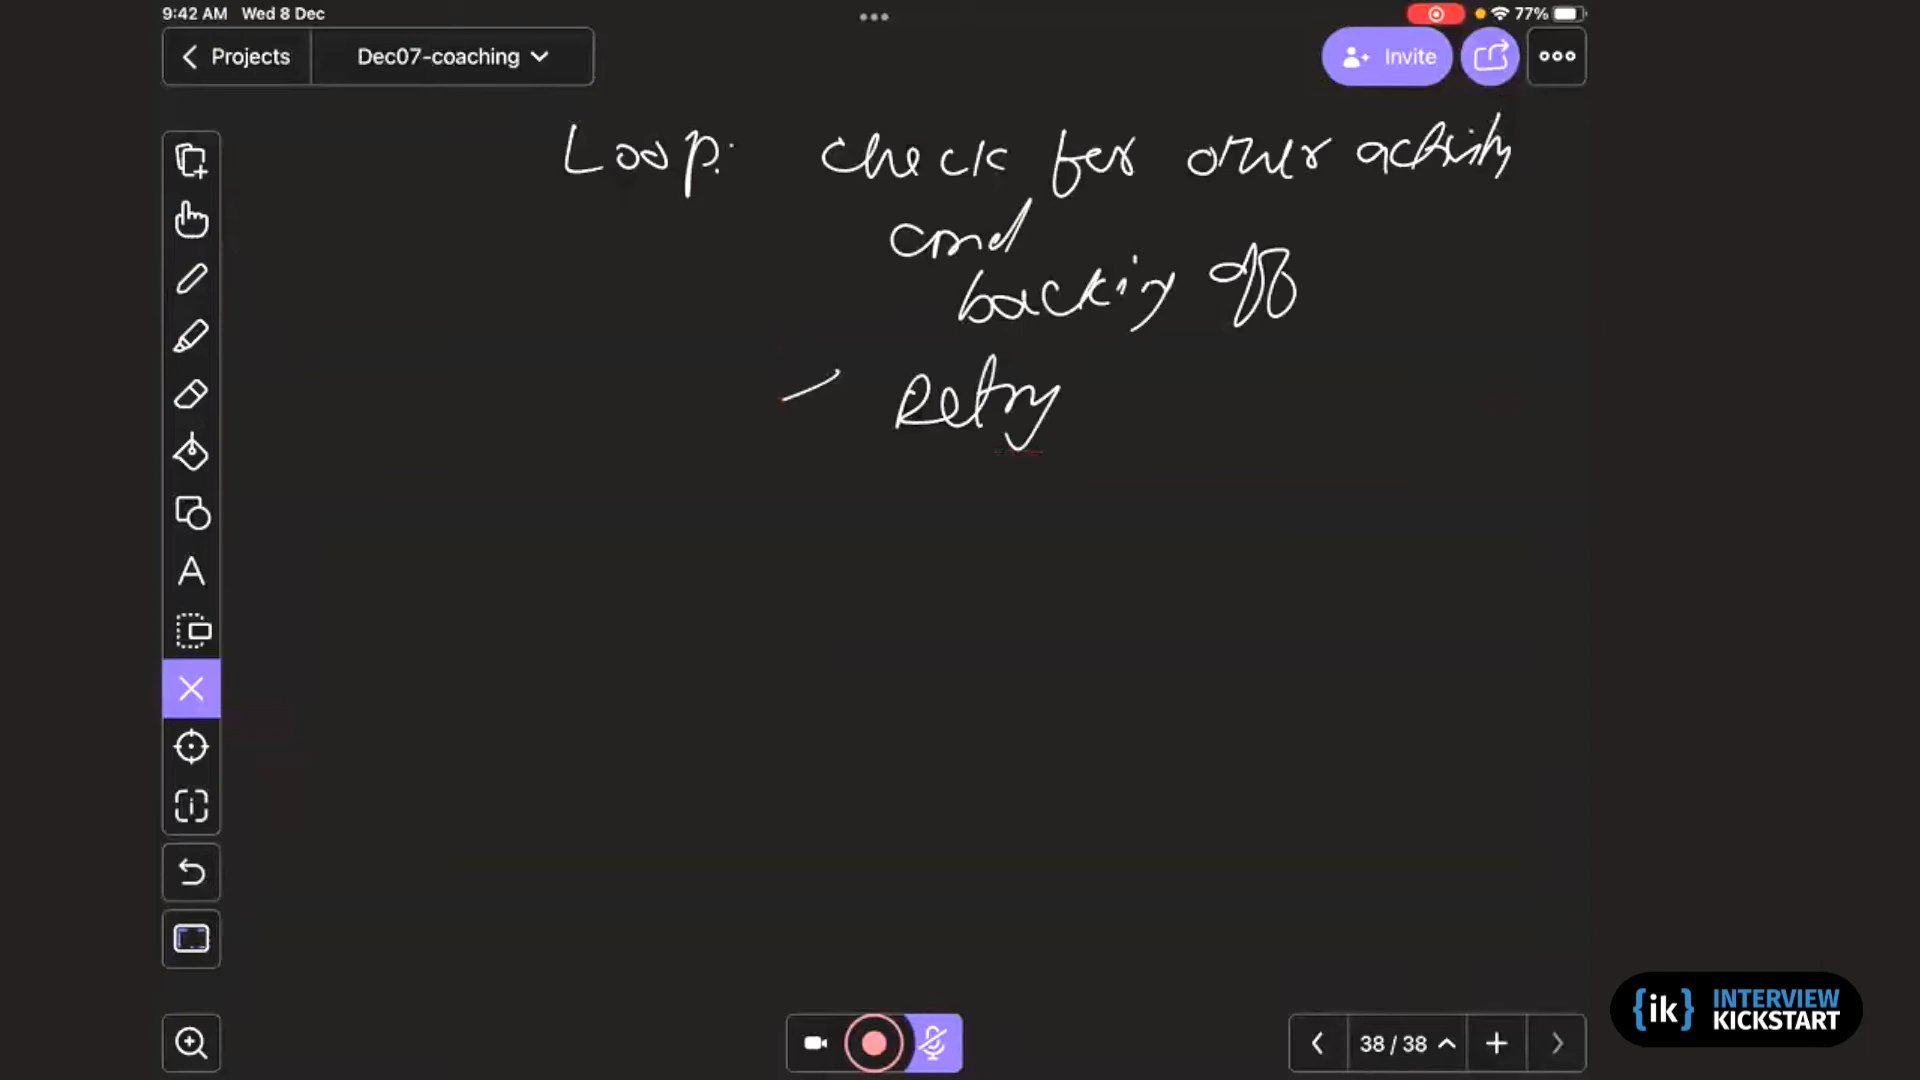 9:42 AM Wed 8 Dec
77%
Projects
Dec07-coaching
Invite
Loop: check for other activity
and
backing off
- Retry
A
38 / 38
{ik} INTERVIEW
KICKSTART